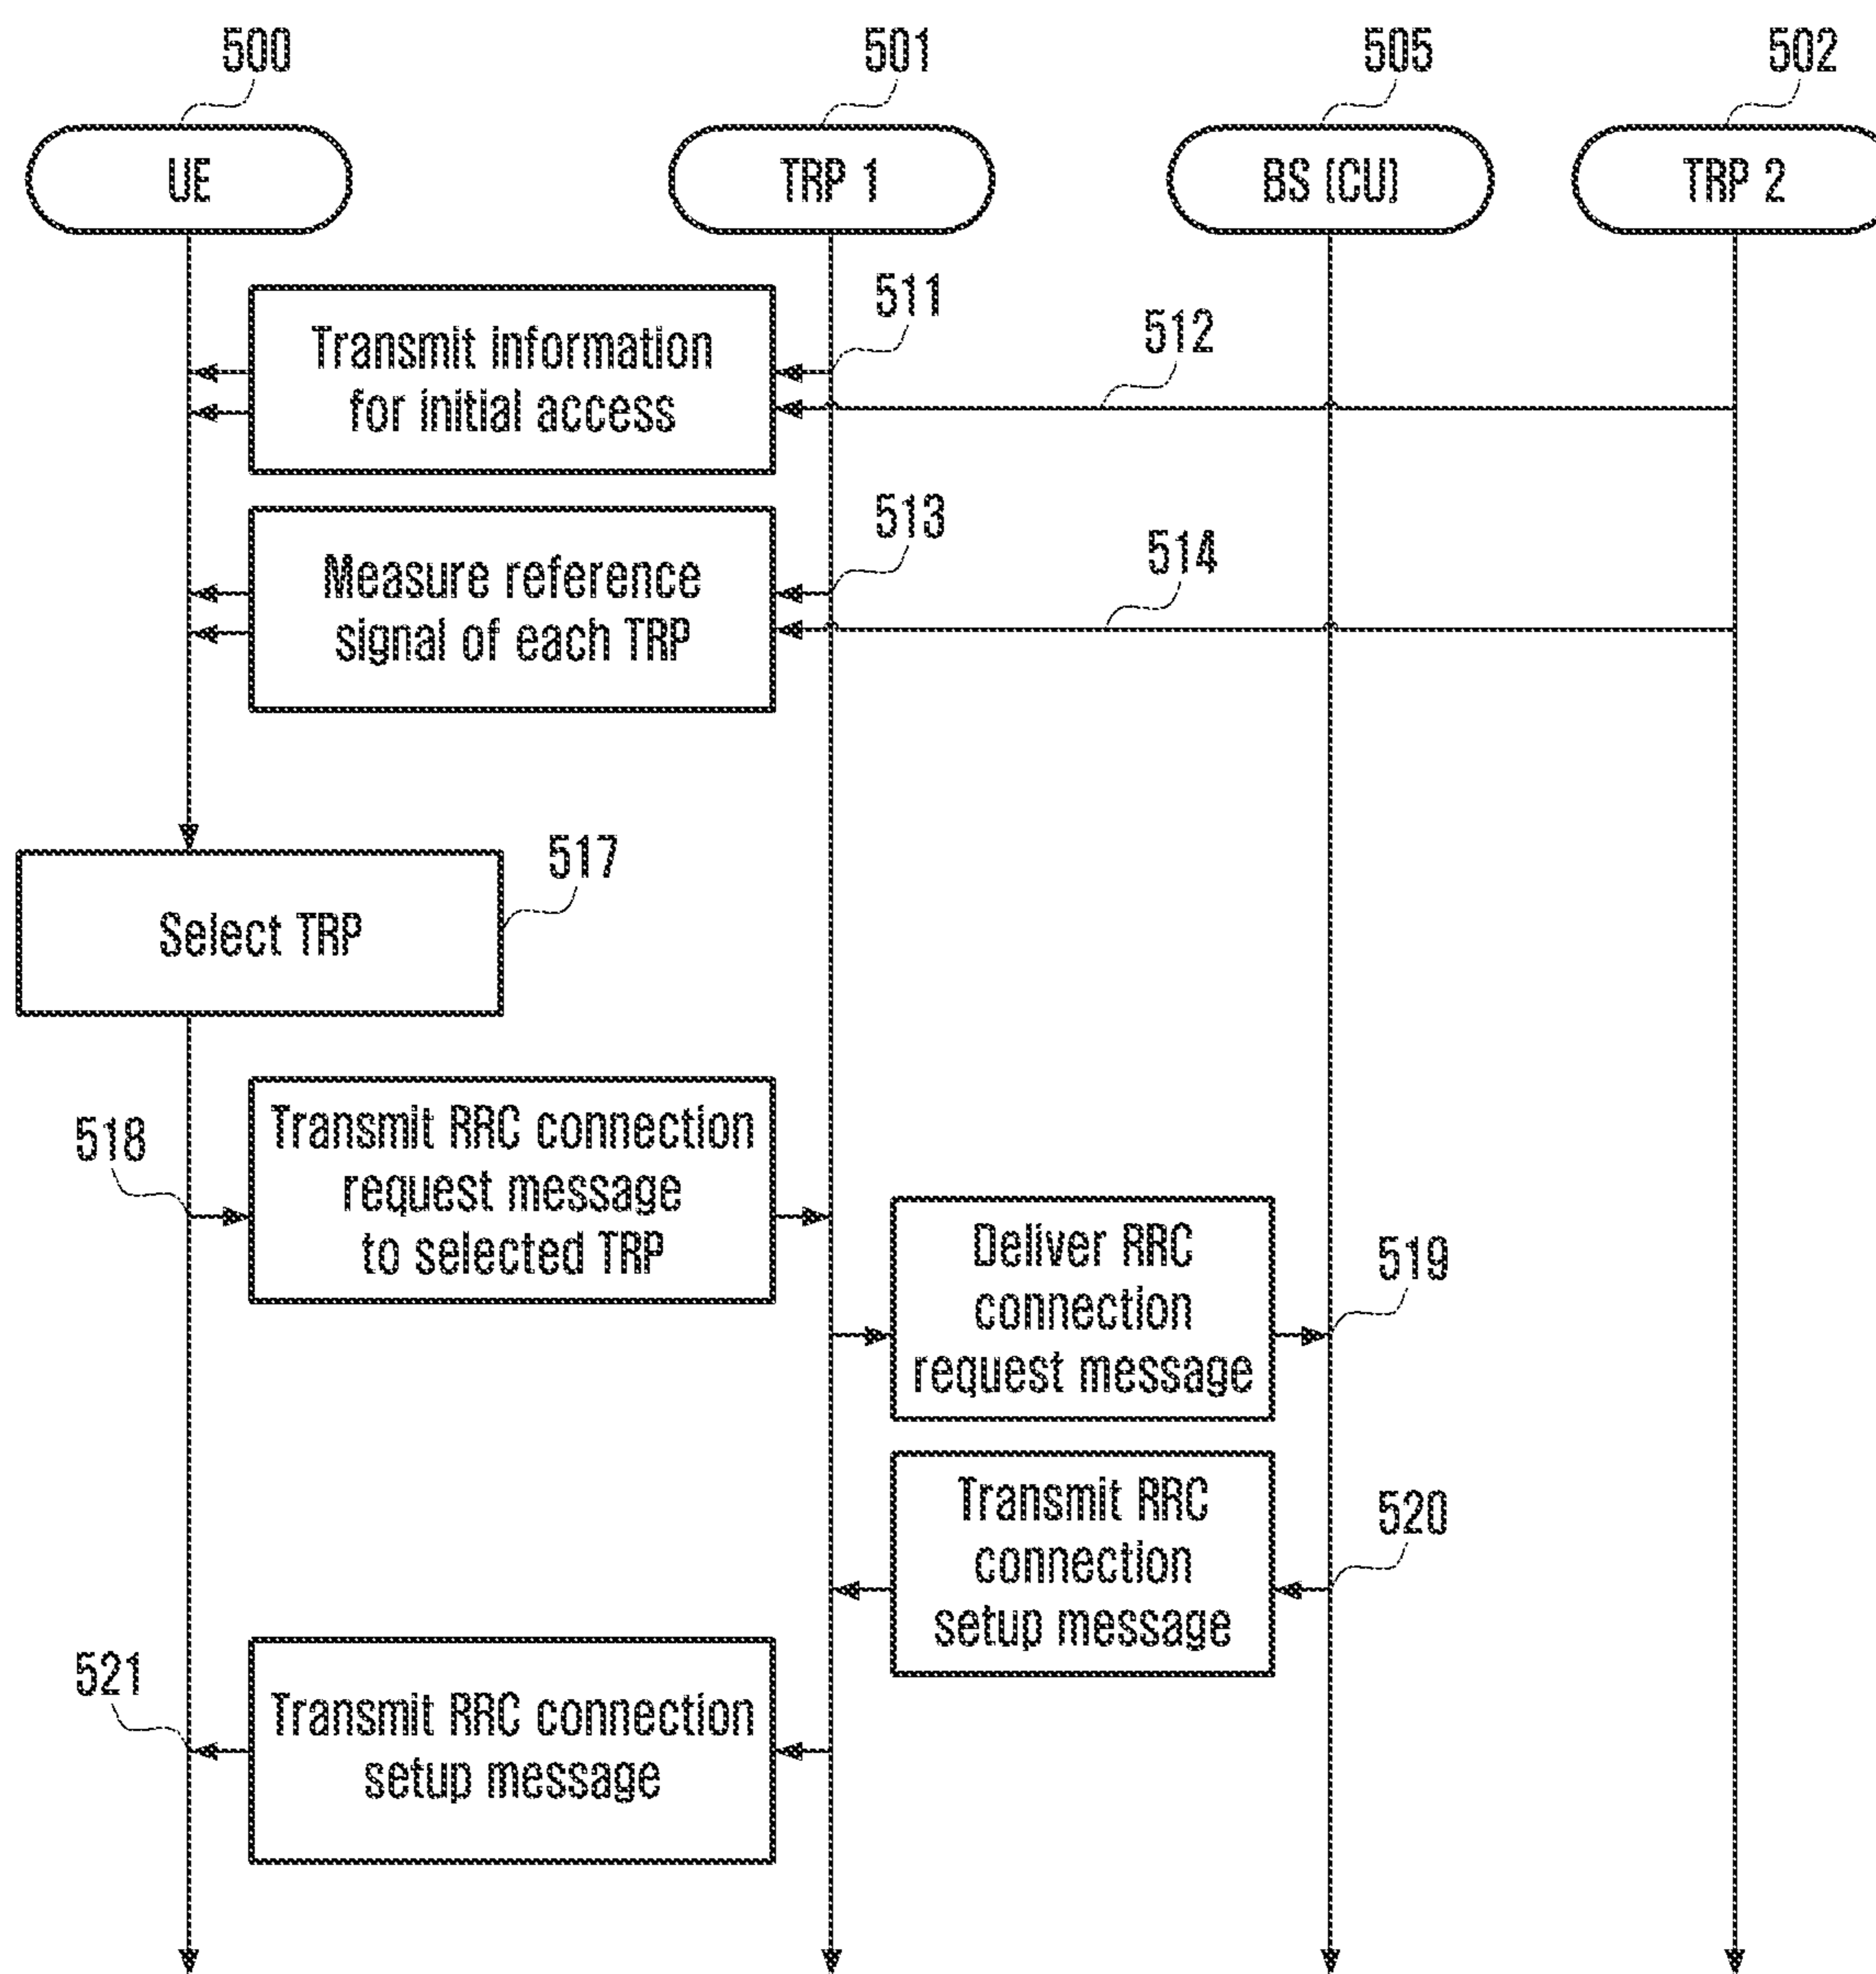 500
501
505
502
UE
TRP 1
BS (CU)
TRP 2
511
512
Transmit information
for initial access
513
514
Measure reference
signal of each TRP
517
Select TRP
518
Transmit RRC connection
request message
to selected TRP
519
Deliver RRC
connection
request message
520
Transmit RRC
connection
setup message
521
Transmit RRC connection
setup message